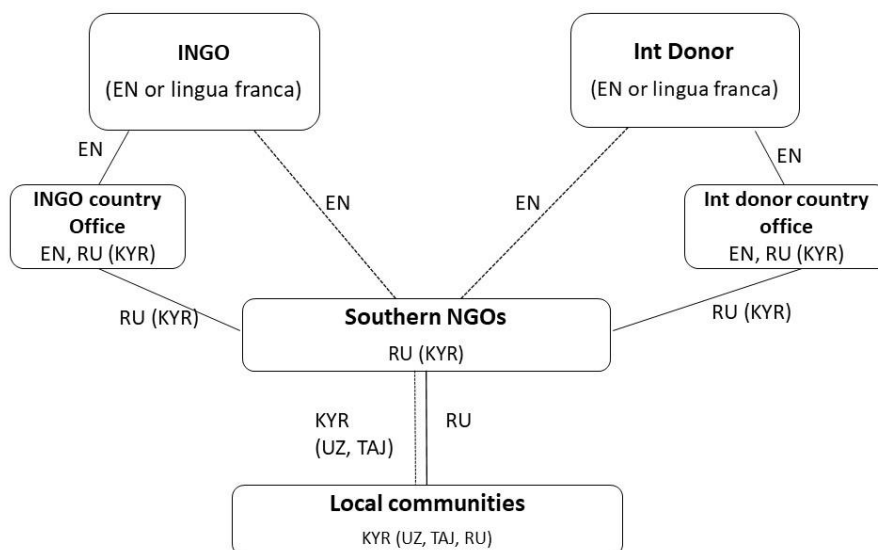 INGO
(EN or lingua franca)
Int Donor
(EN or lingua franca)
EN
EN
INGO country
Office
EN, RU (KYR)
EN
EN
Int donor country
office
EN, RU (KYR)
RU (KYR)
RU (KYR)
Southern NGOs
RU (KYR)
KYR
(UZ, TAJ)
RU
Local communities
KYR (UZ, TAJ, RU)